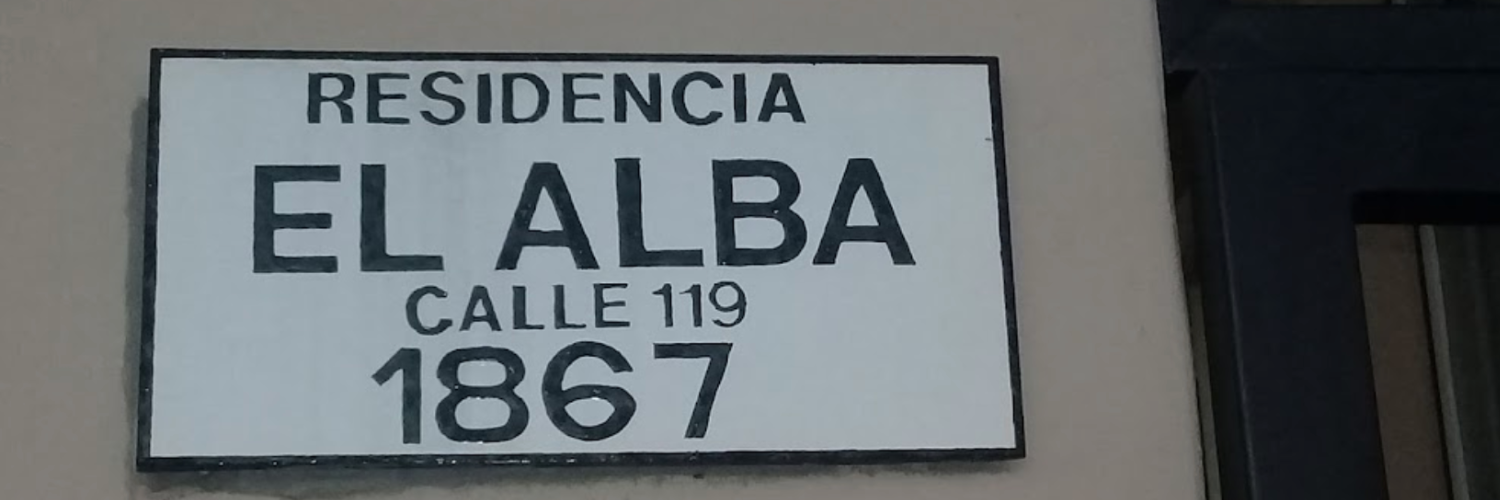 RESIDENCIA
EL ALBA
CALLE 119
1867